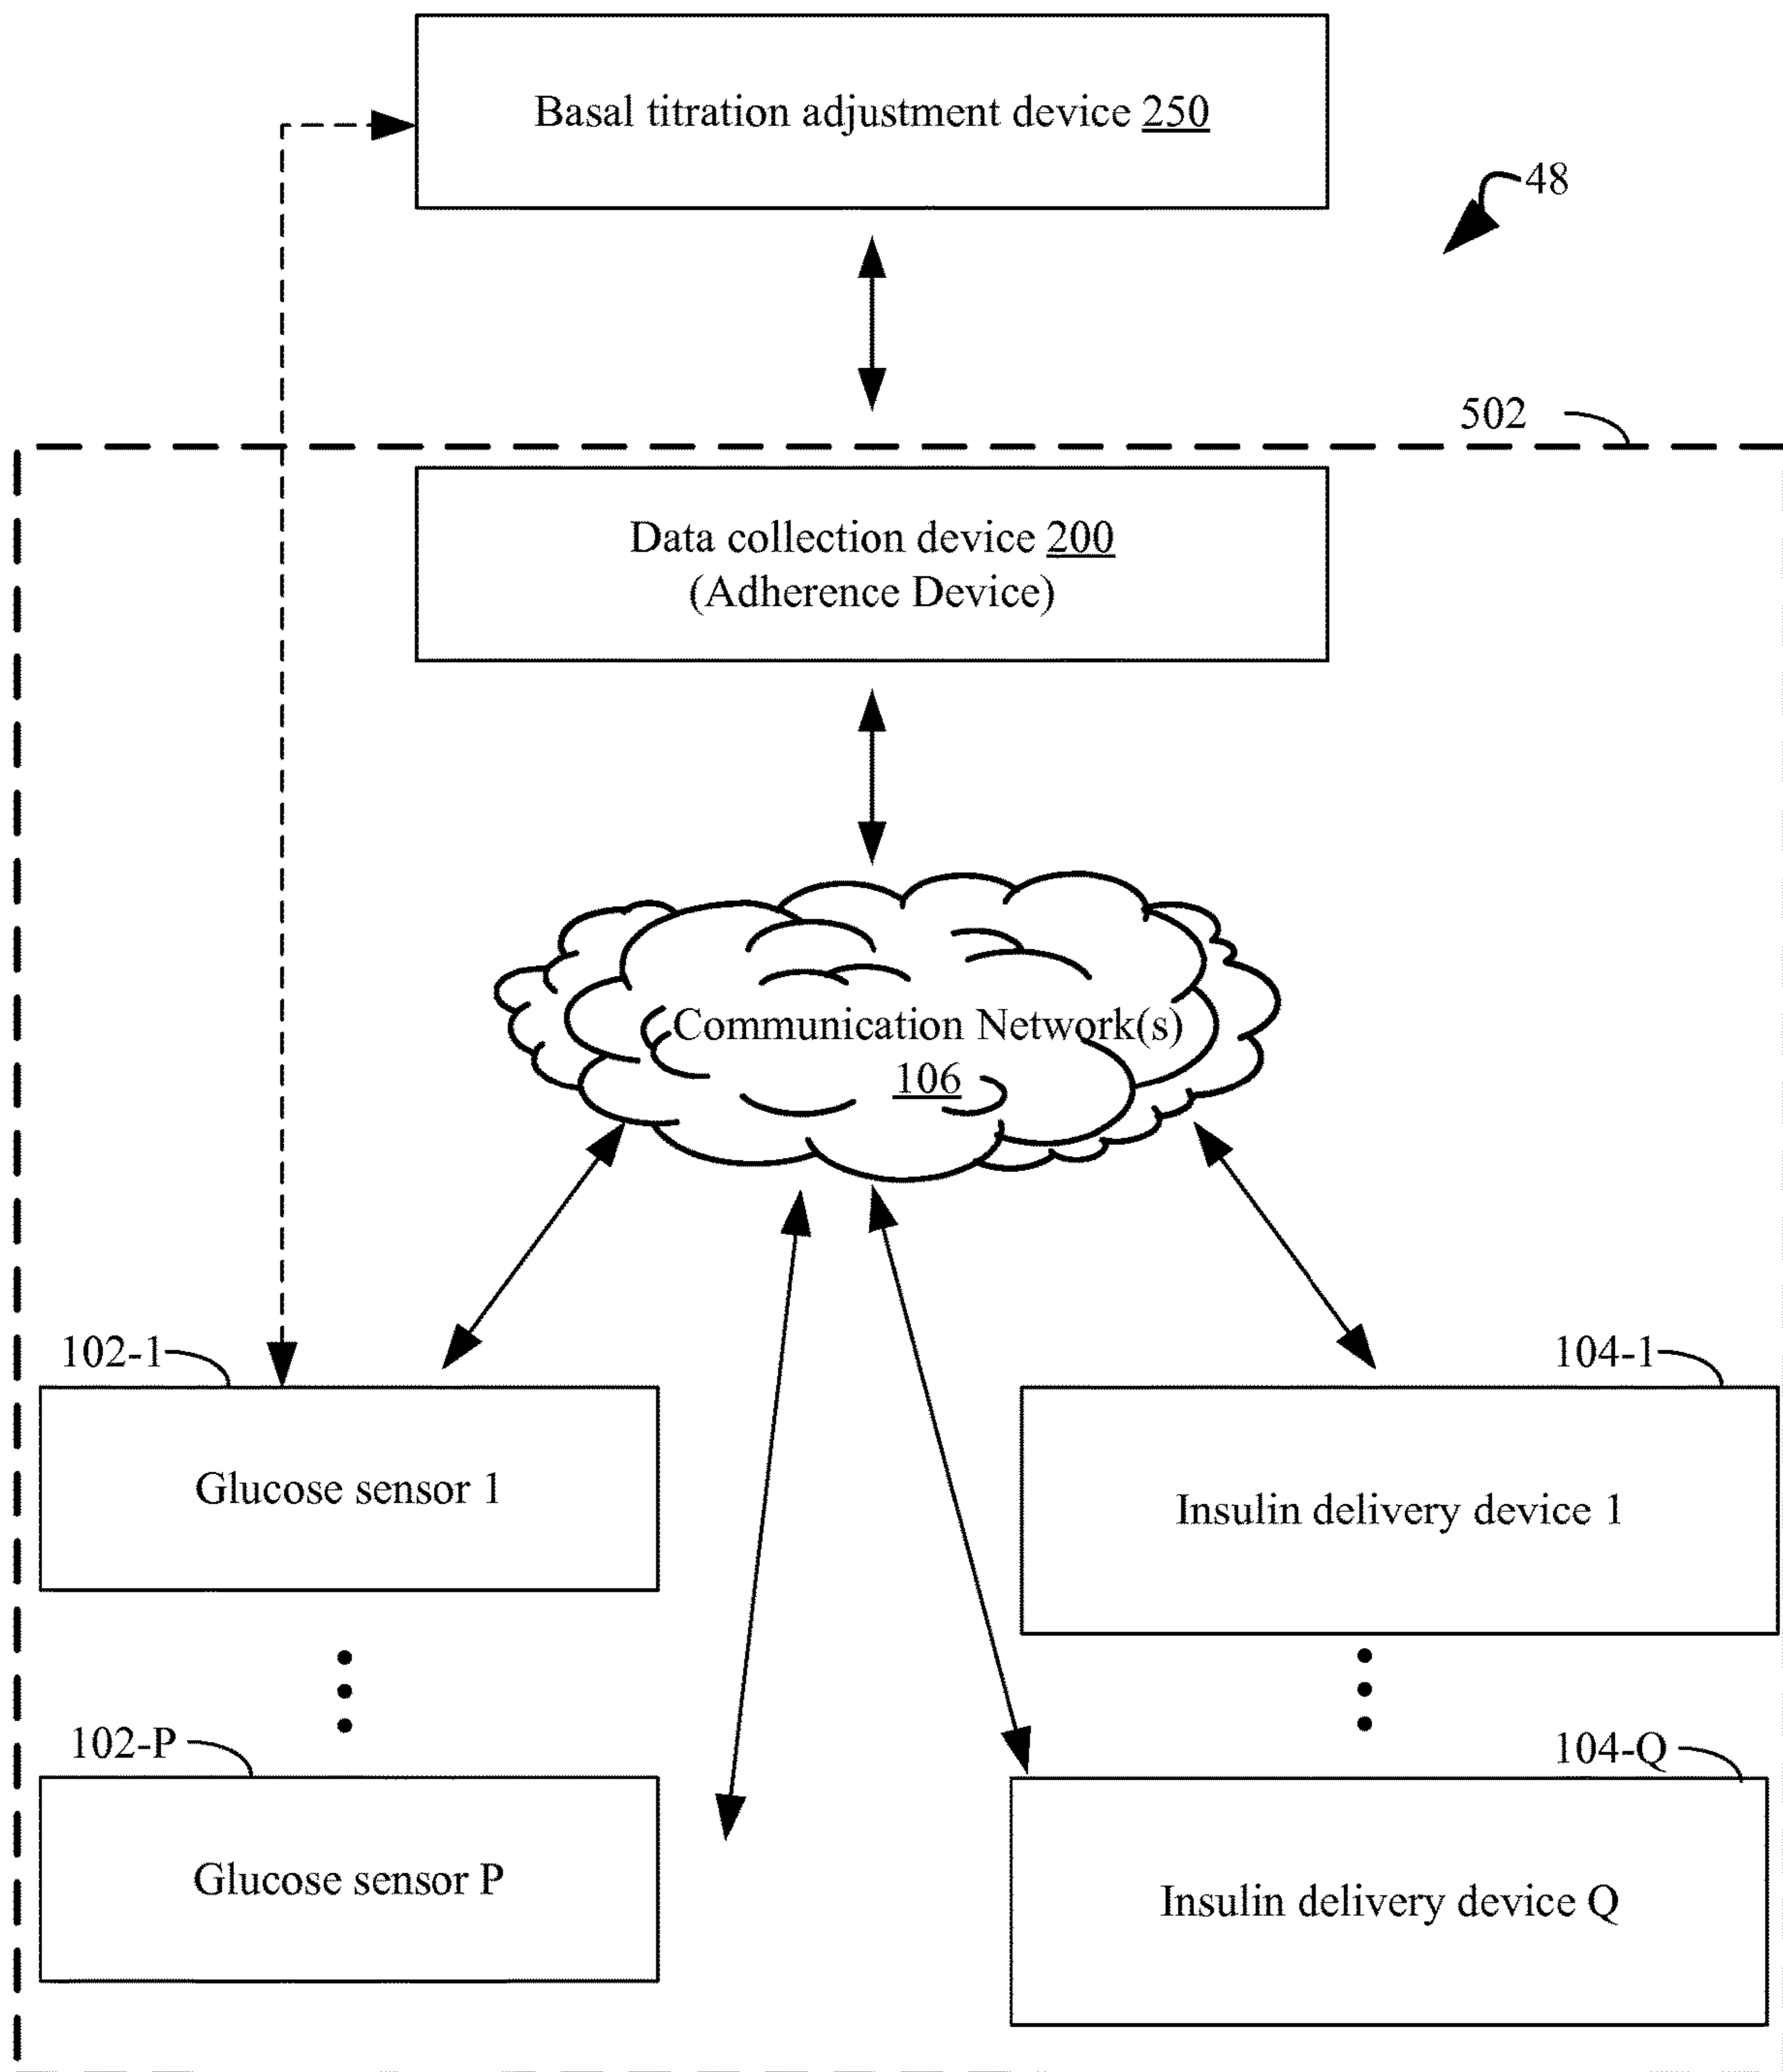 Basal titration adjustment device 250
48
502
Data collection device 200
(Adherence Device)
Communication Network(s)
106
102-1
104-1
Glucose sensor 1
Insulin delivery device 1
102-P
104-Q
Glucose sensor P
Insulin delivery device Q